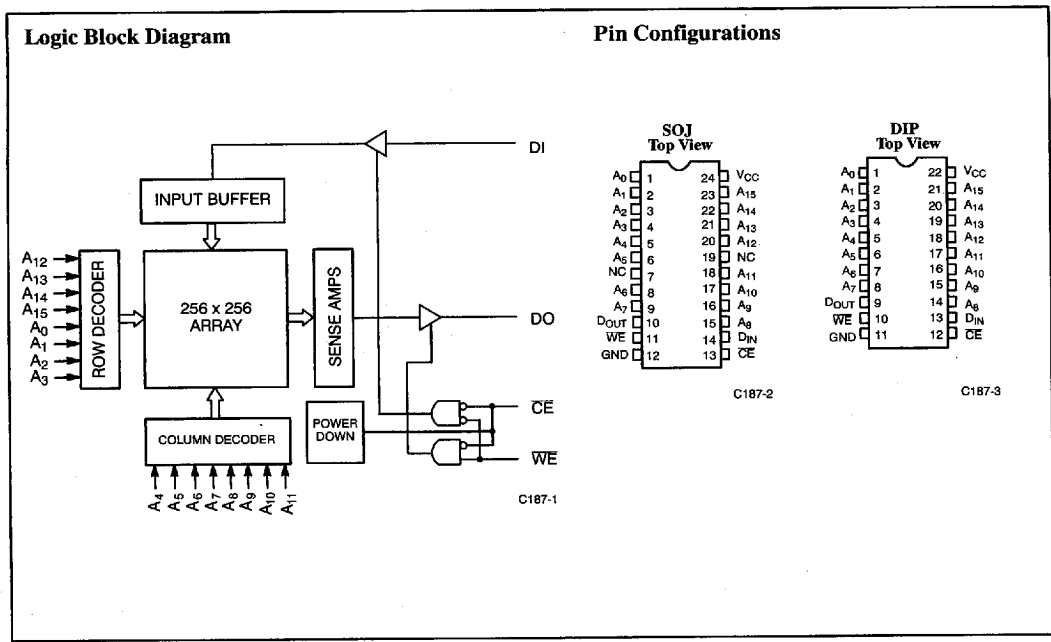 Logic Block Diagram
DI
INPUT BUFFER
A12
A13
A14
A15
A0
A1
A2
A3
ROW DECODER
256 x 256
ARRAY
SENSE AMPS
DO
COLUMN DECODER
POWER
DOWN
CE
WE
A4
A5
A6
A7
A8
A9
A10
A11
C187-1
Pin Configurations
SOJ
Top View
A0 1 24 VCC
A1 2 23 A15
A2 3 22 A14
A3 4 21 A13
A4 5 20 A12
A5 6 19 NC
NC 7 18 A11
A6 8 17 A10
A7 9 16 A9
DOUT 10 15 A8
WE 11 14 DIN
GND 12 13 CE
C187-2
DIP
Top View
A0 1 22 VCC
A1 2 21 A15
A2 3 20 A14
A3 4 19 A13
A4 5 18 A12
A5 6 17 A11
A6 7 16 A10
A7 8 15 A9
DOUT 9 14 A8
WE 10 13 DIN
GND 11 12 CE
C187-3